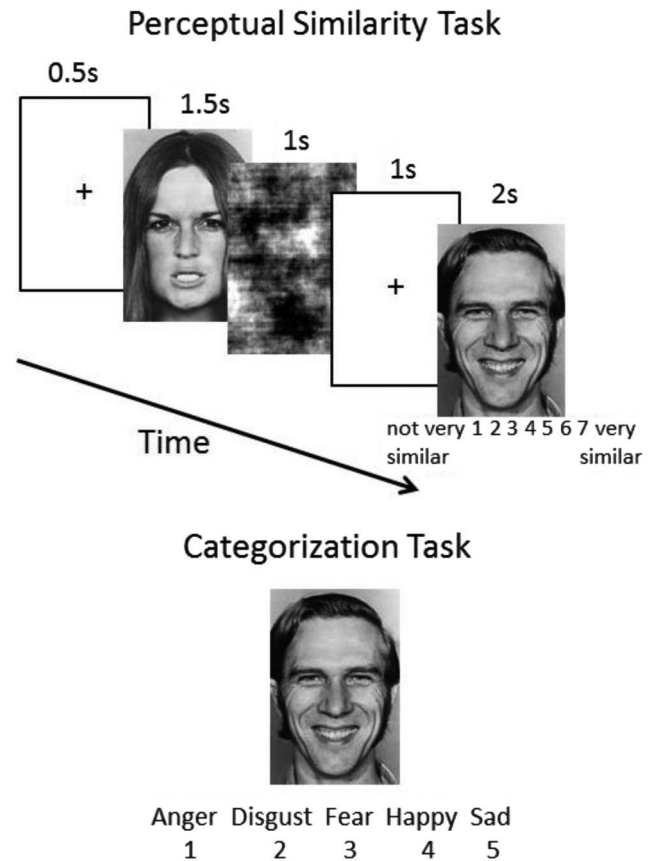 Perceptual Similarity Task
0.5s
1.5s
1s
1s
2s
+
+
not very 1 2 3 4 5 6 7 very
similar similar
Time
Categorization Task
Anger Disgust Fear Happy Sad
1 2 3 4 5